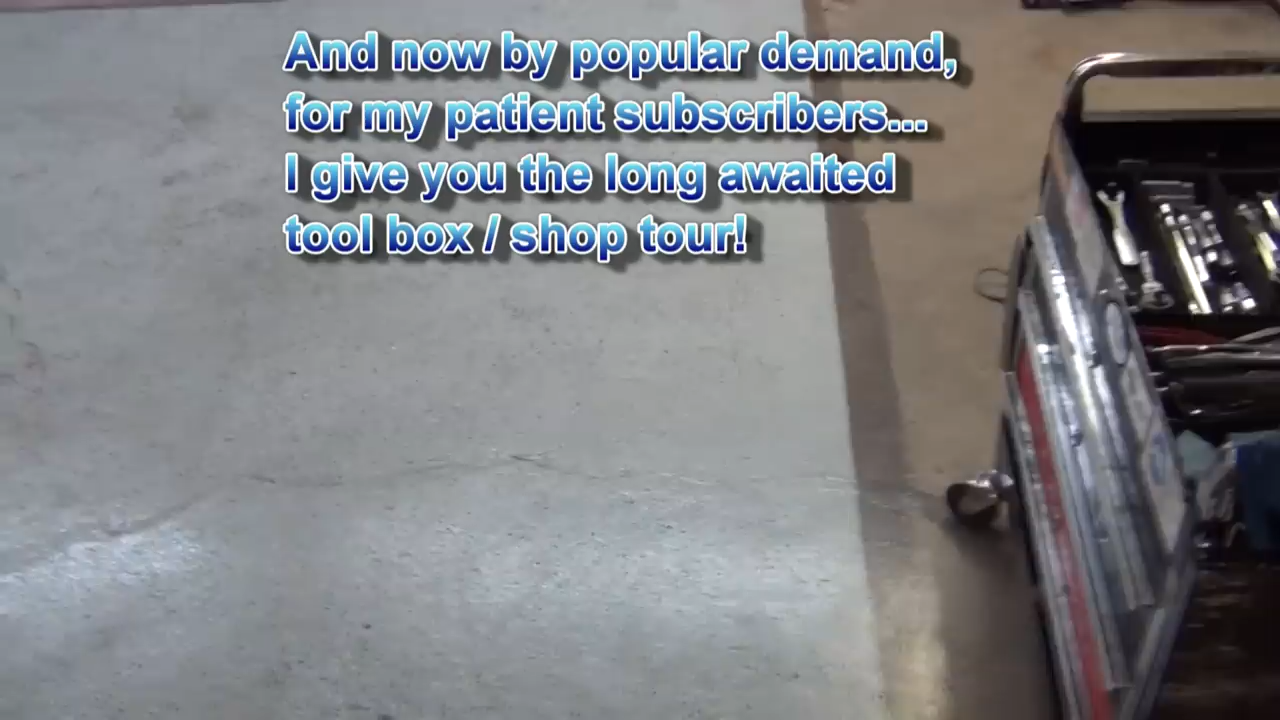 And now by popular demand,
for my patient subscribers...
I give you the long awaited
tool box / shop tour!